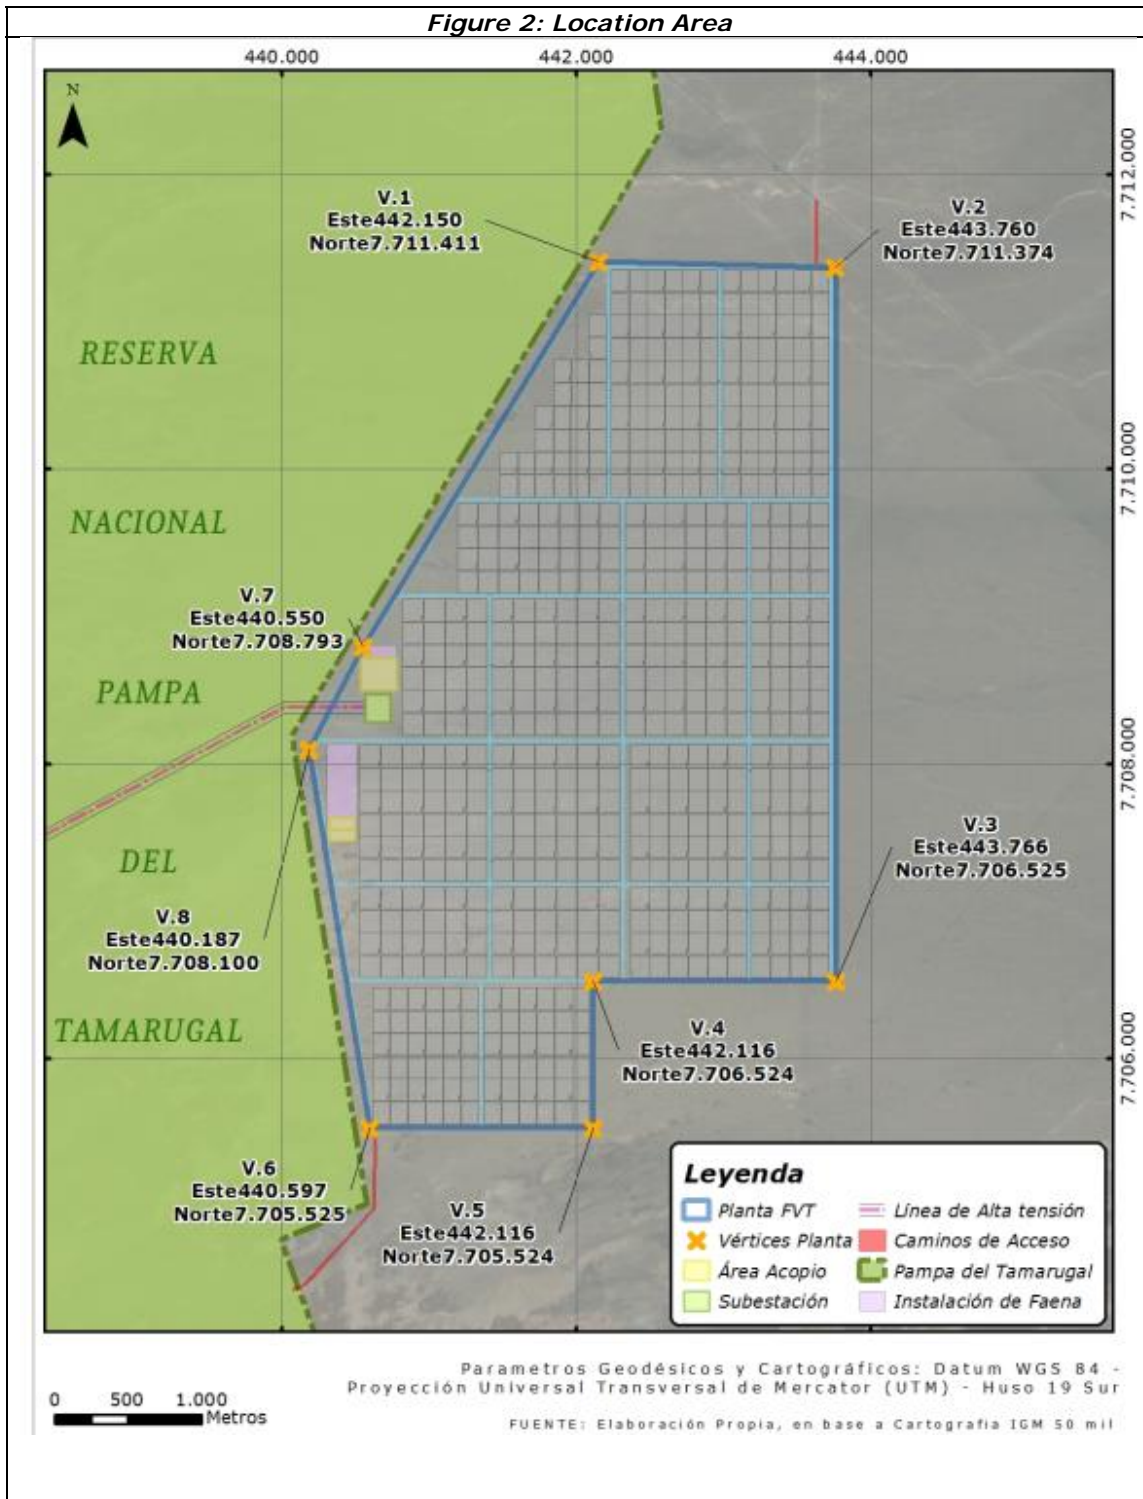 Figure 2: Location Area
440.000
442.000
444.000
N
7.712.000
V.1
Este442.150
Norte7.711.411
V.2
Este443.760
Norte7.711.374
RESERVA
7.710.000
NACIONAL
V.7
Este440.550
Norte7.708.793
PAMPA
7.708.000
V.3
Este443.766
Norte7.706.525
DEL
V.8
Este440.187
Norte7.708.100
TAMARUGAL
V.4
Este442.116
Norte7.706.524
7.706.000
V.6
Este440.597
Norte7.705.525
V.5
Este442.116
Norte7.705.524
Leyenda
Planta FVT
Vértices Planta
Área Acopio
Subestación
Línea de Alta tensión
Caminos de Acceso
Pampa del Tamarugal
Instalación de Faena
Parametros Geodésicos y Cartográficos: Datum WGS 84 -
Proyección Universal Transversal de Mercator (UTM) - Huso 19 Sur
0 500 1.000
Metros
FUENTE: Elaboración Propia, en base a Cartografia IGM 50 mil